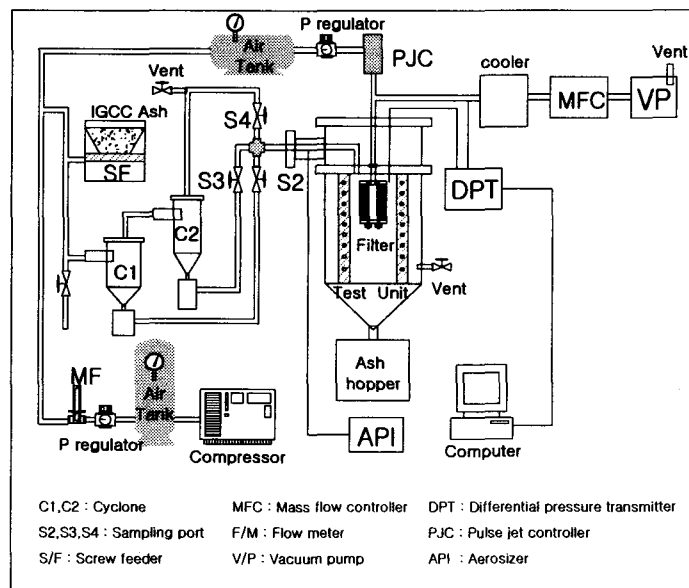 P regulator
Air
Tank
PJC
Vent
Vent
cooler
MFC
VP
IGCC Ash
SF
S4
S3
S2
DPT
C2
C1
Filter
Vent
Test Unit
MF
Air
Tank
Ash
hopper
P regulator
Compressor
API
Computer
C1,C2 : Cyclone
MFC : Mass flow controller
DPT : Differential pressure transmitter
S2,S3,S4 : Sampling port
F/M : Flow meter
PJC : Pulse jet controller
S/F : Screw feeder
V/P : Vacuum pump
API : Aerosizer